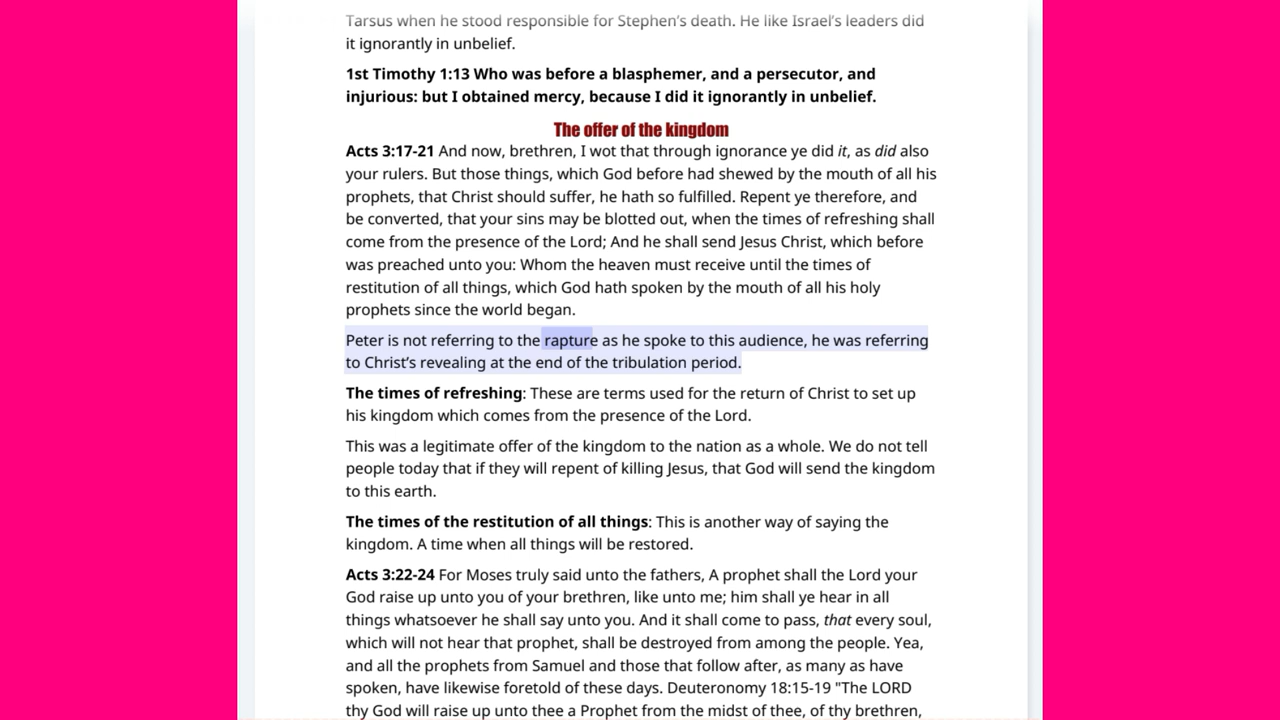 Tarsus when he stood responsible for Stephen's death. He like Israel's leaders did
it ignorantly in unbelief.
1st Timothy 1:13 Who was before a blasphemer, and a persecutor, and
injurious: but I obtained mercy, because I did it ignorantly in unbelief.
The offer of the kingdom
Acts 3:17-21 And now, brethren, I wot that through ignorance ye did it, as did also
your rulers. But those things, which God before had shewed by the mouth of all his
prophets, that Christ should suffer, he hath so fulfilled. Repent ye therefore, and
be converted, that your sins may be blotted out, when the times of refreshing shall
come from the presence of the Lord; And he shall send Jesus Christ, which before
was preached unto you: Whom the heaven must receive until the times of
restitution of all things, which God hath spoken by the mouth of all his holy
prophets since the world began.
Peter is not referring to the rapture as he spoke to this audience, he was referring
to Christ's revealing at the end of the tribulation period.
The times of refreshing: These are terms used for the return of Christ to set up
his kingdom which comes from the presence of the Lord.
This was a legitimate offer of the kingdom to the nation as a whole. We do not tell
people today that if they will repent of killing Jesus, that God will send the kingdom
to this earth.
The times of the restitution of all things: This is another way of saying the
kingdom. A time when all things will be restored.
Acts 3:22-24 For Moses truly said unto the fathers, A prophet shall the Lord your
God raise up unto you of your brethren, like unto me; him shall ye hear in all
things whatsoever he shall say unto you. And it shall come to pass, that every soul,
which will not hear that prophet, shall be destroyed from among the people. Yea,
and all the prophets from Samuel and those that follow after, as many as have
spoken, have likewise foretold of these days. Deuteronomy 18:15-19 "The LORD
thy God will raise up unto thee a Prophet from the midst of thee, of thy brethren,